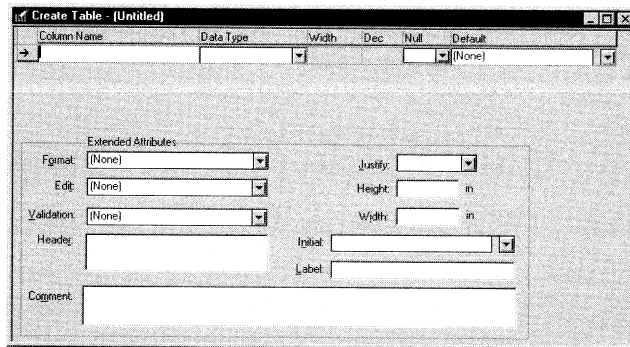 Create Table - (Untitled)
Column Name Data Type Width Dec Null Default
(None)
Extended Attributes
Format: (None) Justify:
Edit: (None) Height: in
Validation: (None) Width: in
Header: Initial:
Label:
Comment: